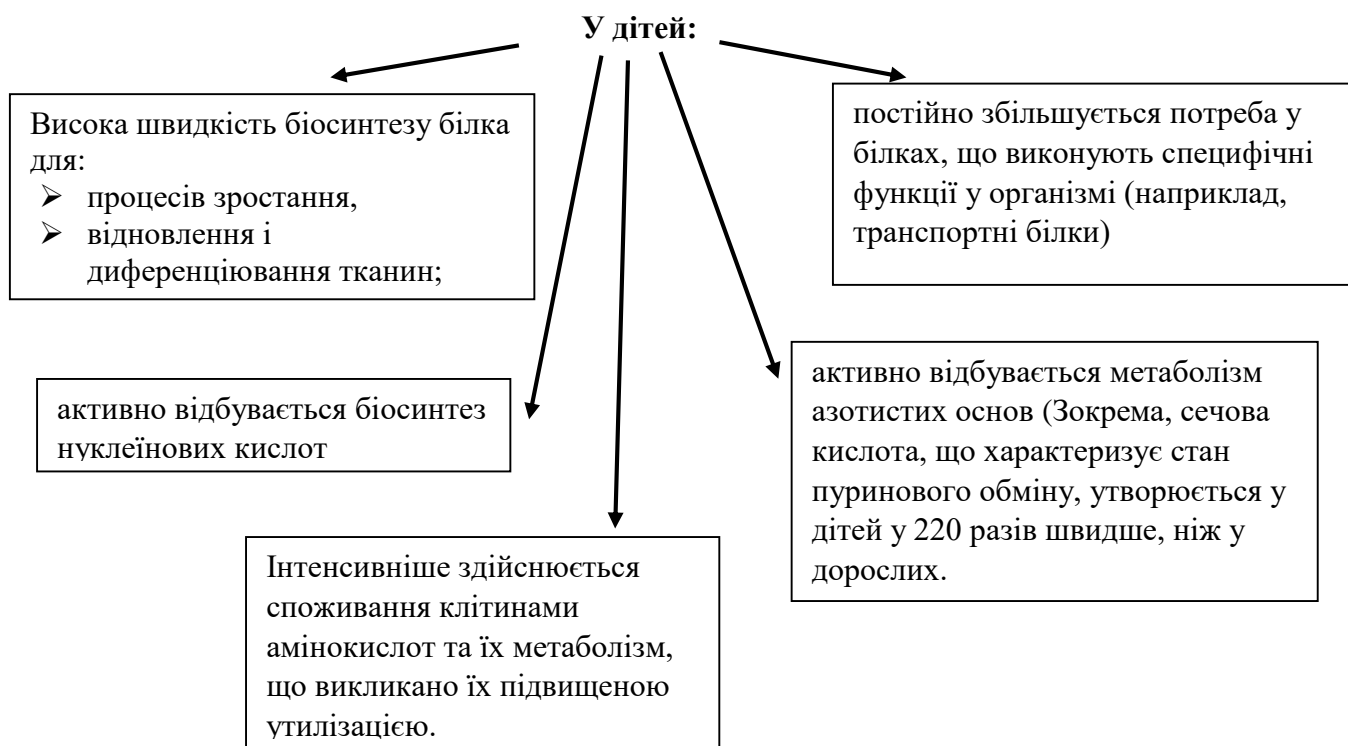 У дітей:
Висока швидкість біосинтезу білка
для:
➢ процесів зростання,
➢ відновлення і
диференціювання тканин;
постійно збільшується потреба у
білках, що виконують специфічні
функції у організмі (наприклад,
транспортні білки)
активно відбувається біосинтез
нуклеїнових кислот
активно відбувається метаболізм
азотистих основ (Зокрема, сечова
кислота, що характеризує стан
пуринового обміну, утворюється у
дітей у 220 разів швидше, ніж у
дорослих.
Інтенсивніше здійснюється
споживання клітинами
амінокислот та їх метаболізм,
що викликано їх підвищеною
утилізацією.